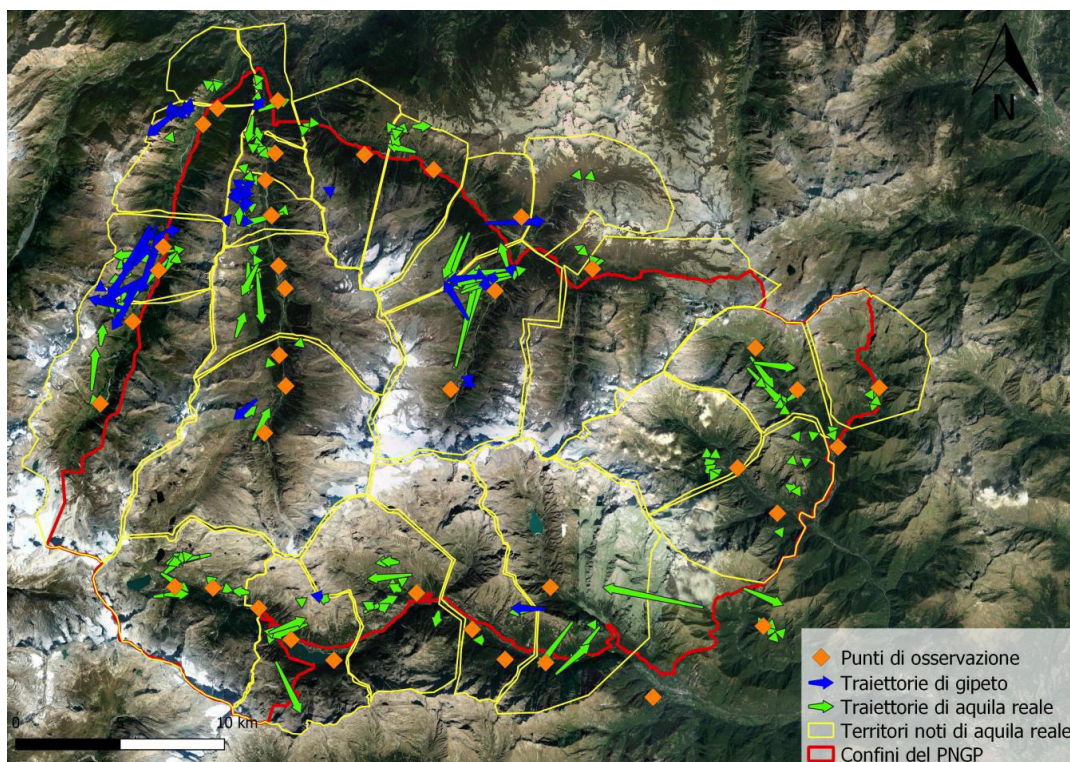 N
Punti di osservazione
Traiettorie di gipeto
Traiettorie di aquila reale
Territori noti di aquila reale
Confini del PNGP
0 5 10 km